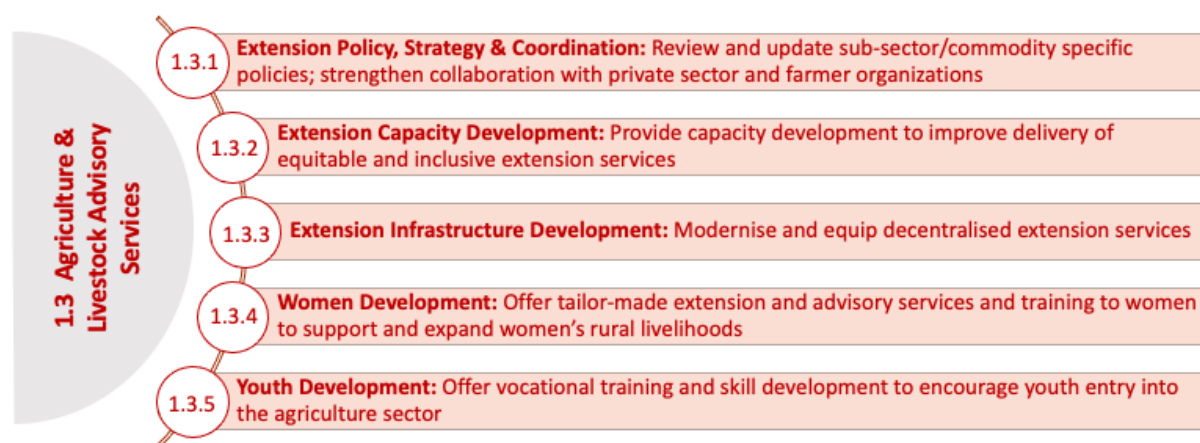 1.3 Agriculture &
Livestock Advisory
Services
1.3.1
Extension Policy, Strategy & Coordination: Review and update sub-sector/commodity specific
policies; strengthen collaboration with private sector and farmer organizations
1.3.2
Extension Capacity Development: Provide capacity development to improve delivery of
equitable and inclusive extension services
1.3.3
Extension Infrastructure Development: Modernise and equip decentralised extension services
1.3.4
Women Development: Offer tailor-made extension and advisory services and training to women
to support and expand women’s rural livelihoods
1.3.5
Youth Development: Offer vocational training and skill development to encourage youth entry into
the agriculture sector